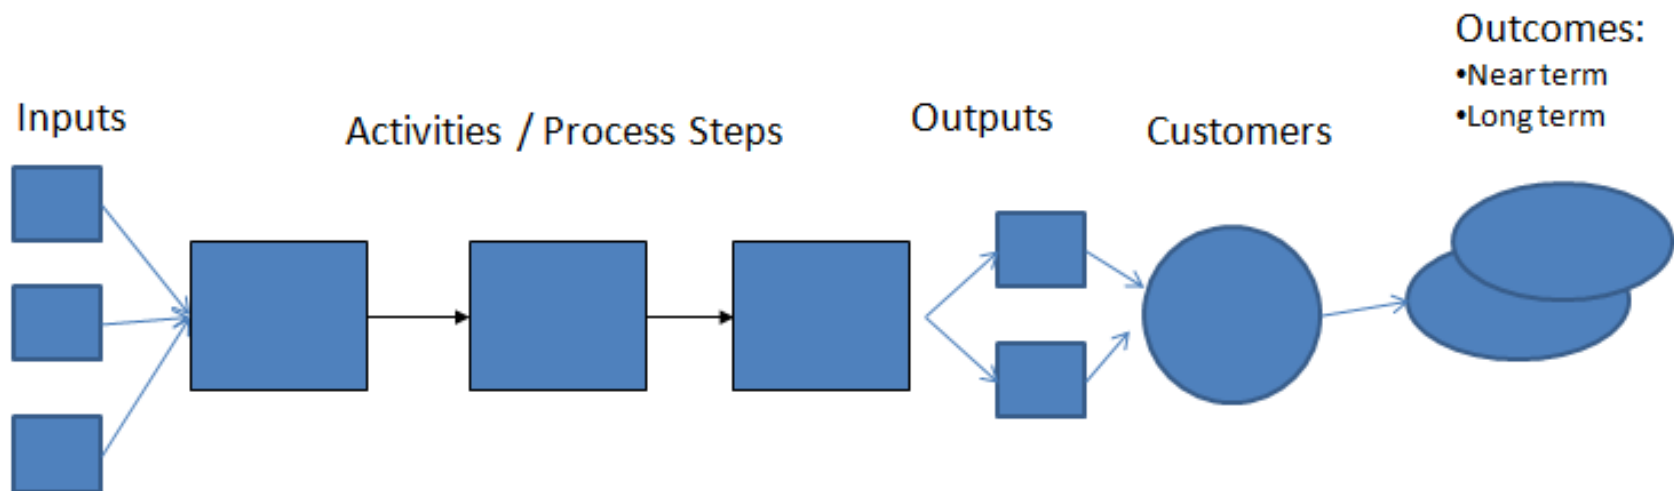 Inputs
Activities / Process Steps
Outputs
Customers
Outcomes:
•Near term
•Long term